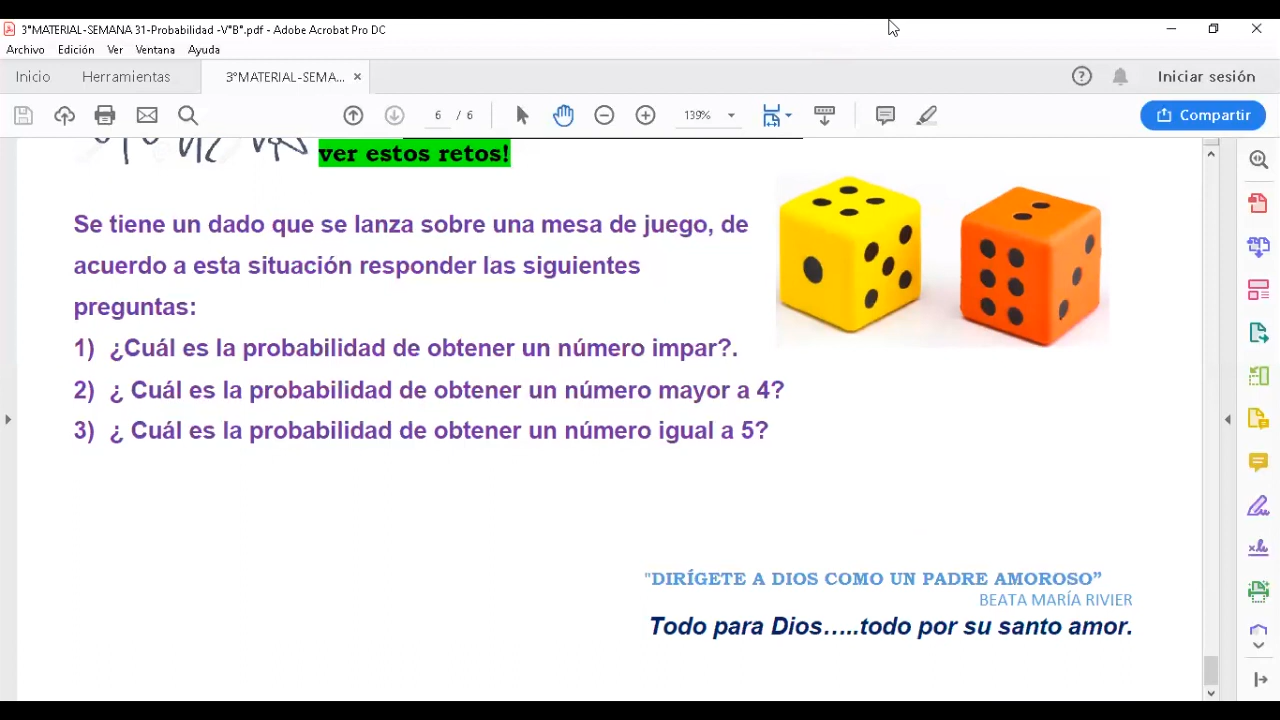 3°MATERIAL-SEMANA 31-Probabilidad -V°B°.pdf - Adobe Acrobat Pro DC
Archivo Edición Ver Ventana Ayuda
Inicio Herramientas 3°MATERIAL-SEMA... Iniciar sesión
6 / 6 139% Compartir
ver estos retos!
Se tiene un dado que se lanza sobre una mesa de juego, de
acuerdo a esta situación responder las siguientes
preguntas:
1) ¿Cuál es la probabilidad de obtener un número impar?.
2) ¿ Cuál es la probabilidad de obtener un número mayor a 4?
3) ¿ Cuál es la probabilidad de obtener un número igual a 5?
"DIRÍGETE A DIOS COMO UN PADRE AMOROSO”
BEATA MARÍA RIVIER
Todo para Dios…..todo por su santo amor.